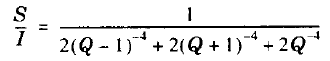 S/I = 1 / (2(Q − 1)⁻⁴ + 2(Q + 1)⁻⁴ + 2Q⁻⁴)